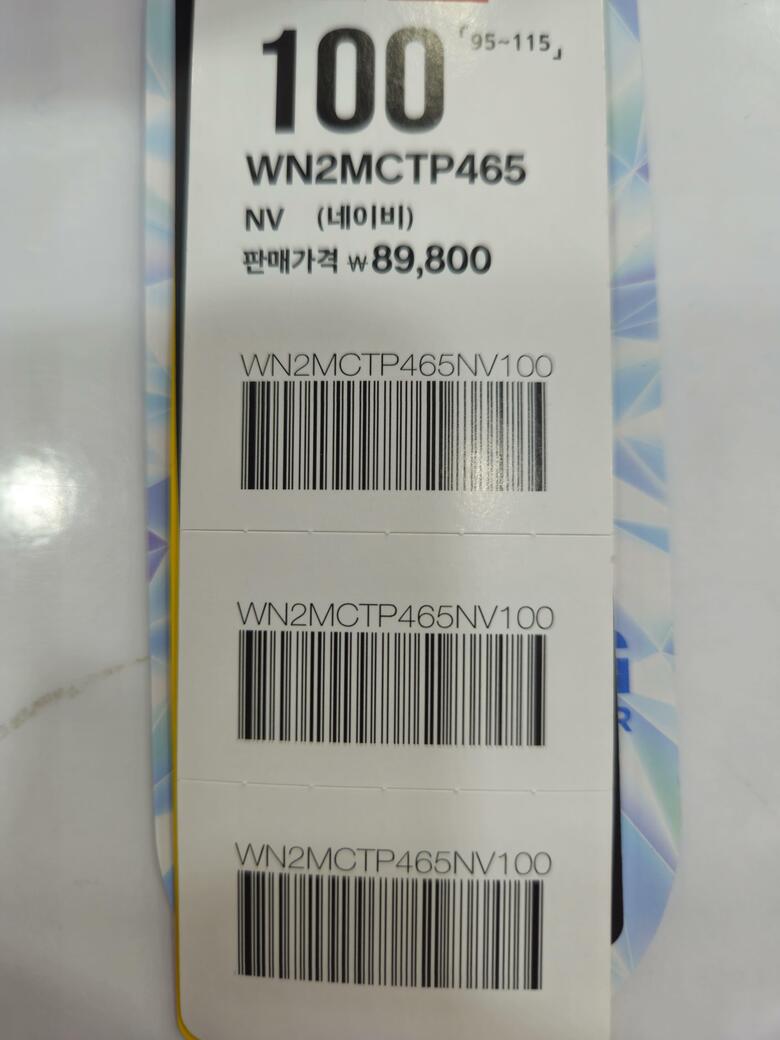 100 「95~115」
WN2MCTP465
NV (네이비)
판매가격 ₩89,800
WN2MCTP465NV100
WN2MCTP465NV100
WN2MCTP465NV100